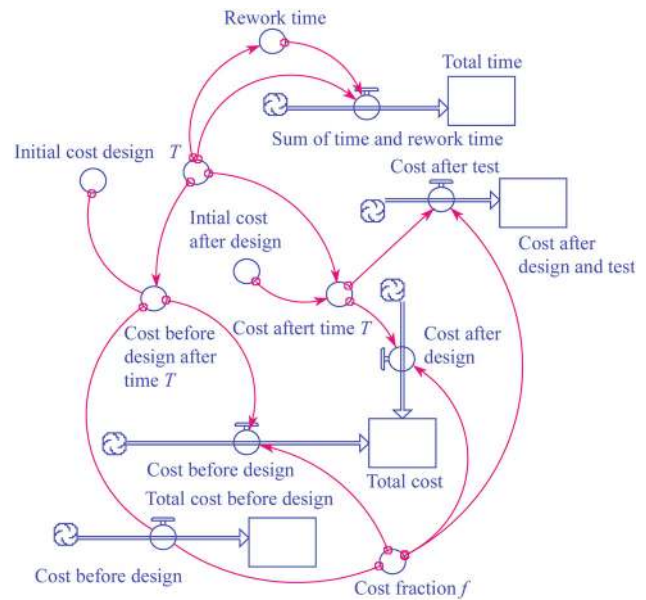 Rework time
Total time
Sum of time and rework time
Initial cost design
T
Cost after test
Intial cost
after design
Cost after
design and test
Cost before
design after
time T
Cost aftert time T
Cost after
design
Cost before design
Total cost
Total cost before design
Cost before design
Cost fraction f